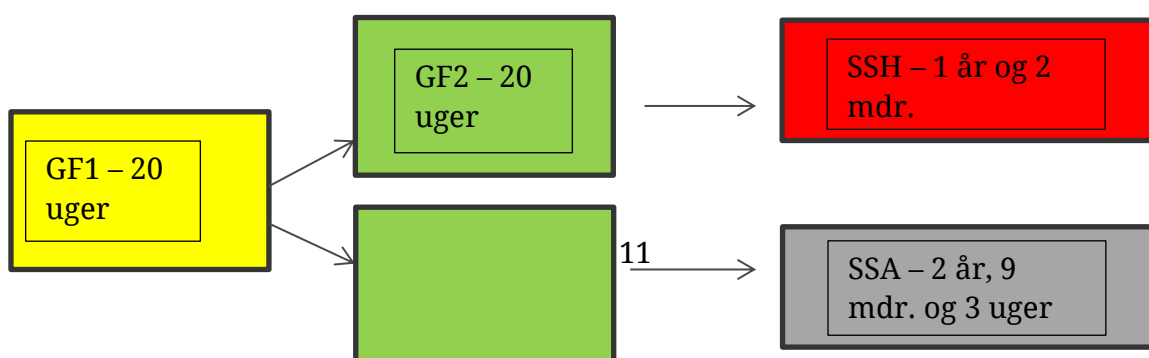 GF1 – 20
uger
GF2 – 20
uger
SSH – 1 år og 2
mdr.
11
SSA – 2 år, 9
mdr. og 3 uger